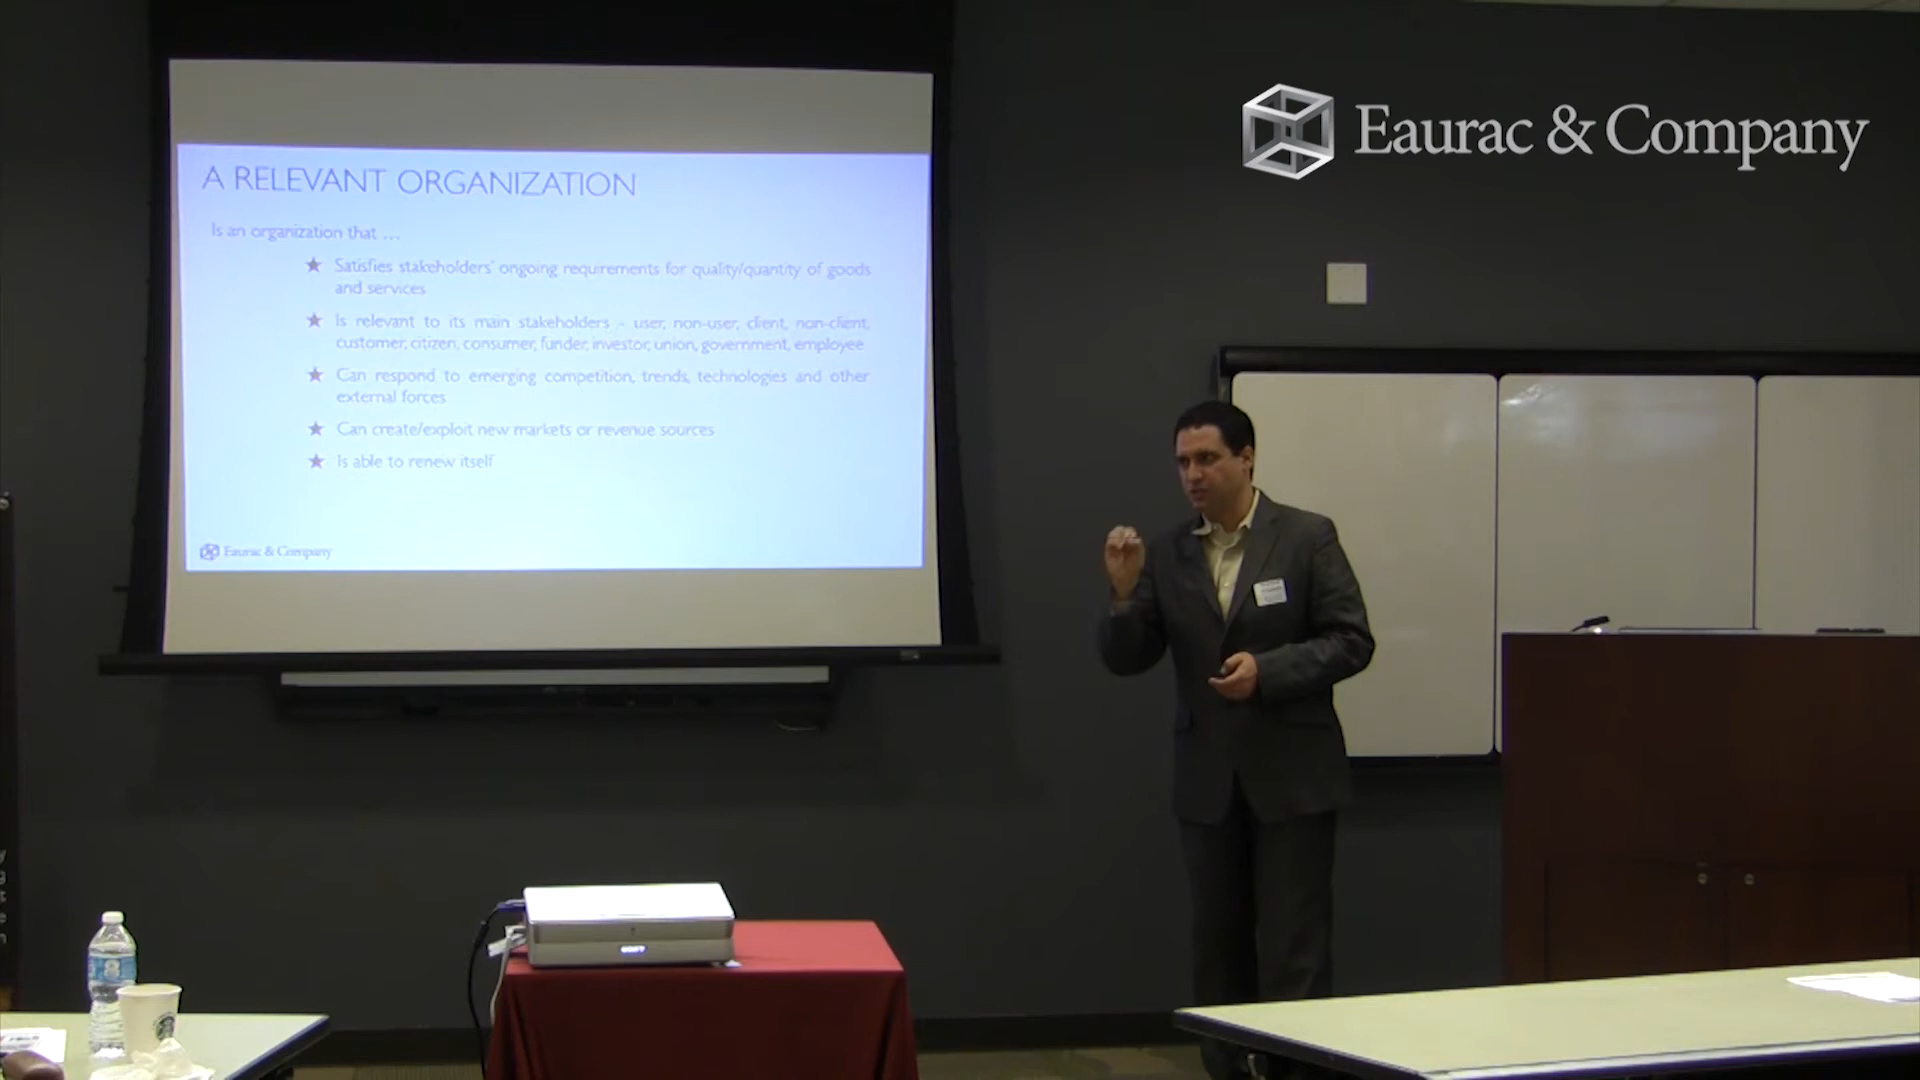 Eaurac & Company
A RELEVANT ORGANIZATION
Is an organization that ...
★ Satisfies stakeholders' ongoing requirements for quality/quantity of goods
and services
★ Is relevant to its main stakeholders - user, non-user, client, non-client,
customer, citizen, consumer, funder, investor, union, government, employee
★ Can respond to emerging competition, trends, technologies and other
external forces
★ Can create/exploit new markets or revenue sources
★ Is able to renew itself
Eaurac & Company